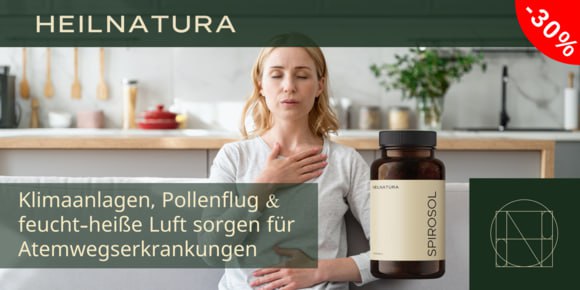 HEILNATURA
-30%
HEILNATURA
SPIROSOL
Klimaanlagen, Pollenflug &
feucht-heiße Luft sorgen für
Atemwegserkrankungen